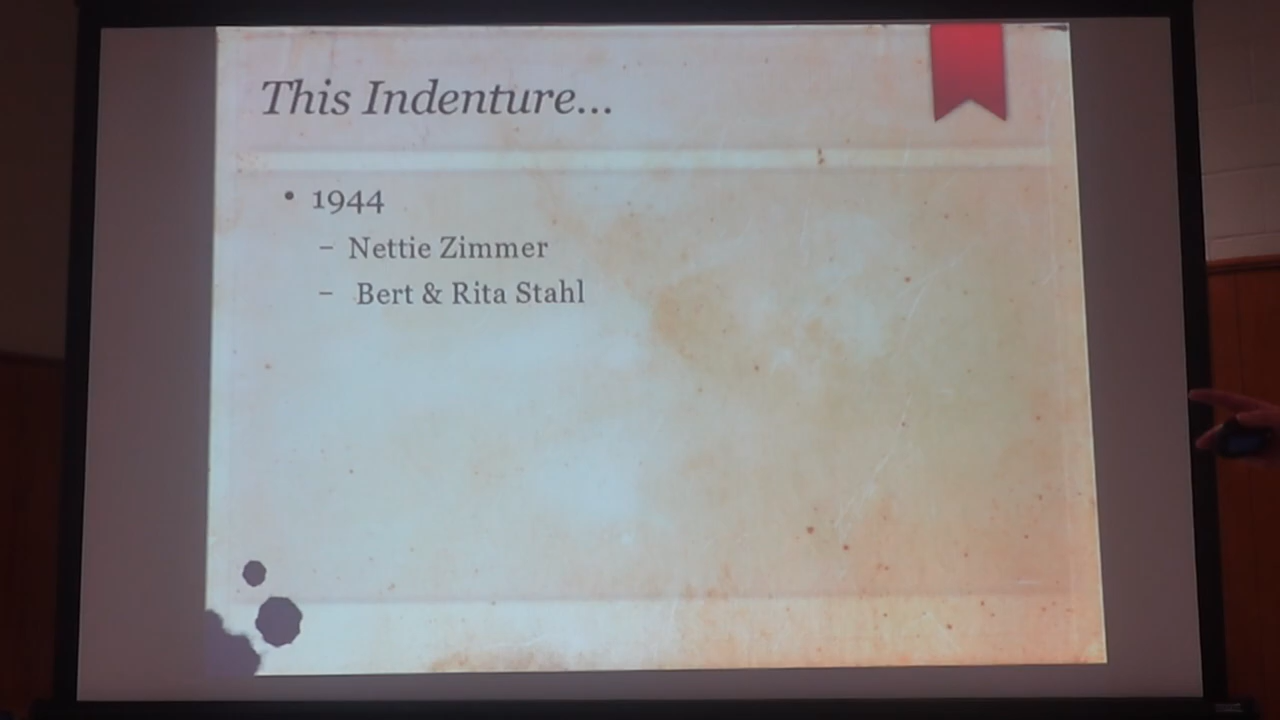 This Indenture...
• 1944
– Nettie Zimmer
– Bert & Rita Stahl